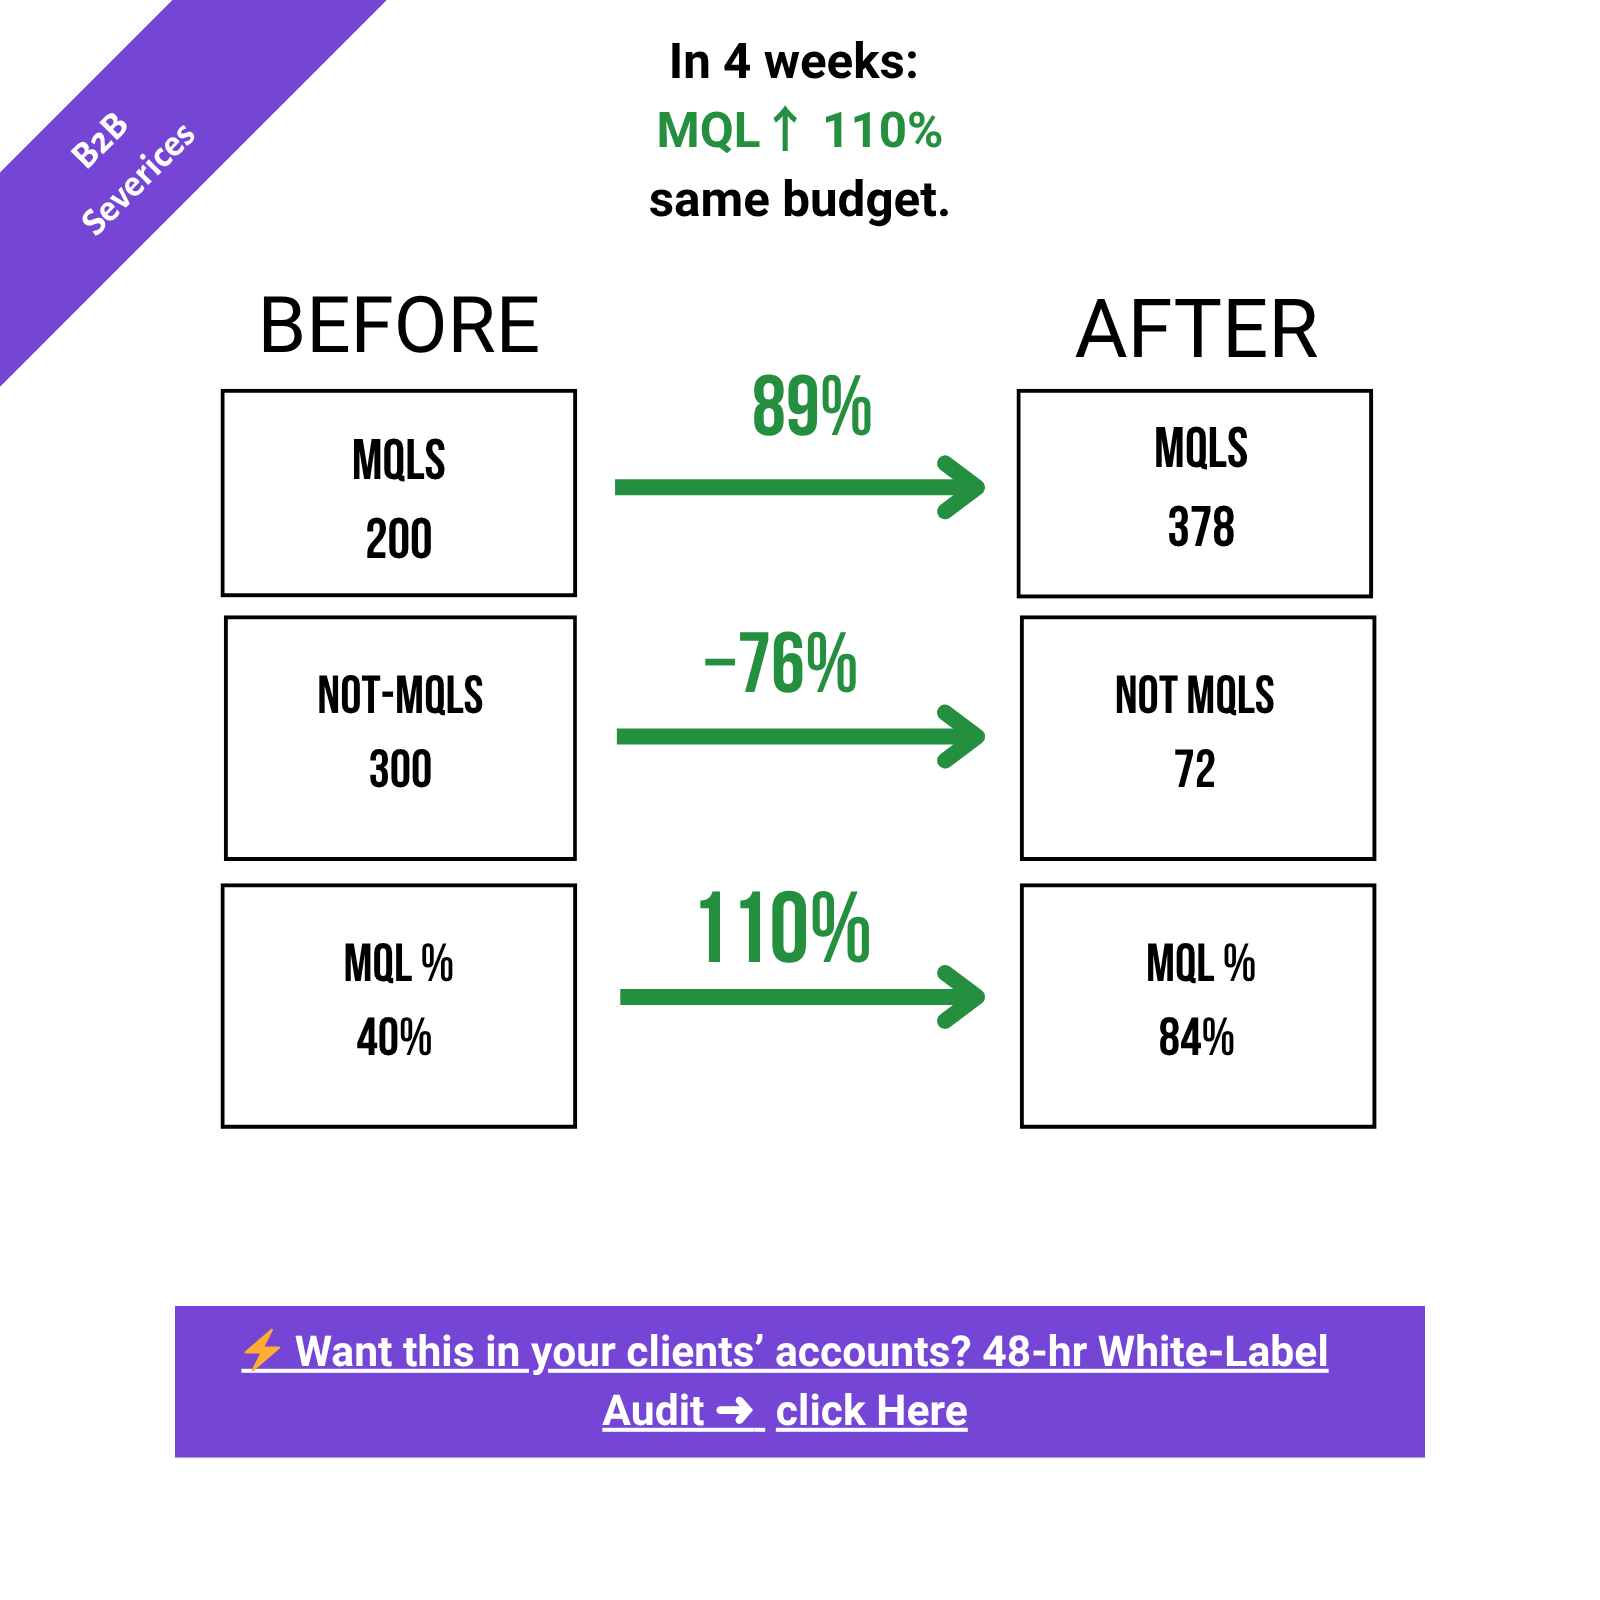 B2B
Severices
In 4 weeks:
MQL ↑ 110%
same budget.
BEFORE
AFTER
89%
MQLS
200
MQLS
378
−76%
NOT-MQLS
300
NOT MQLS
72
110%
MQL %
40%
MQL %
84%
⚡ Want this in your clients’ accounts? 48-hr White-Label
Audit ➜ click Here